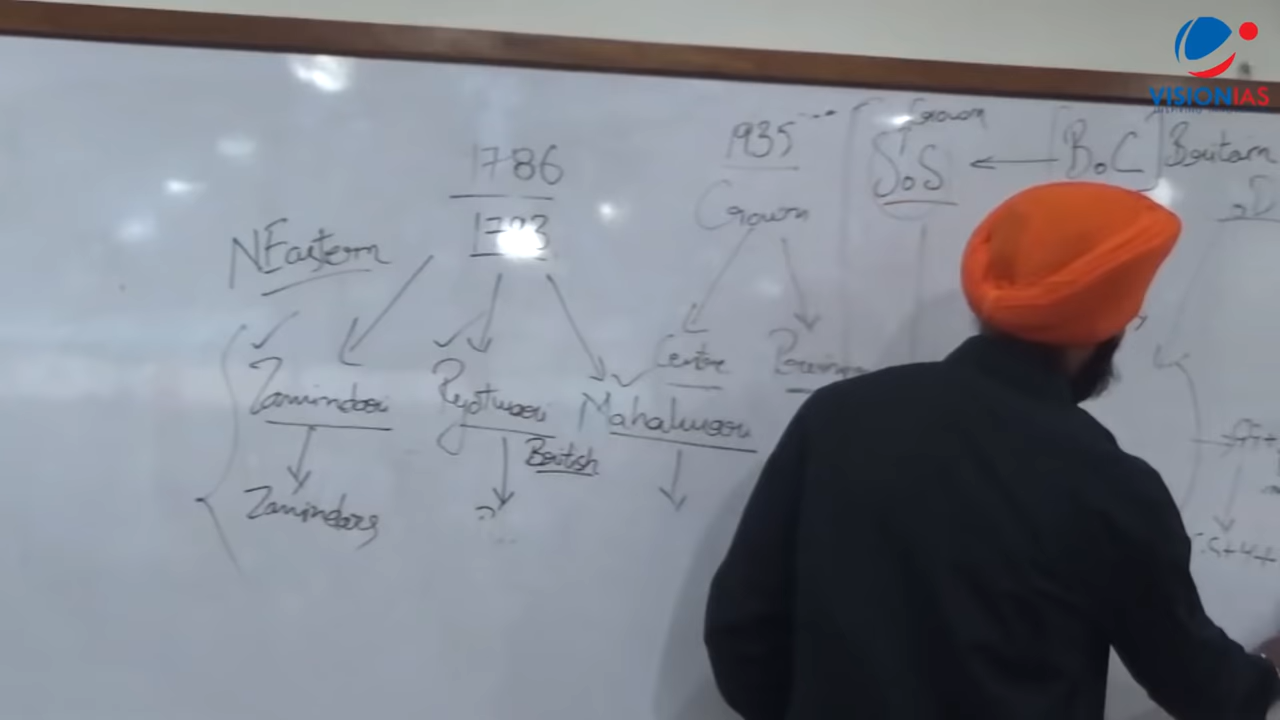 VISIONIAS
1786
1793
NEastern
Zamindari
Zamindars
Ryotwari
British
Mahalwari
1935
Crown
Centre
Crown
SoS
BoC
Britain